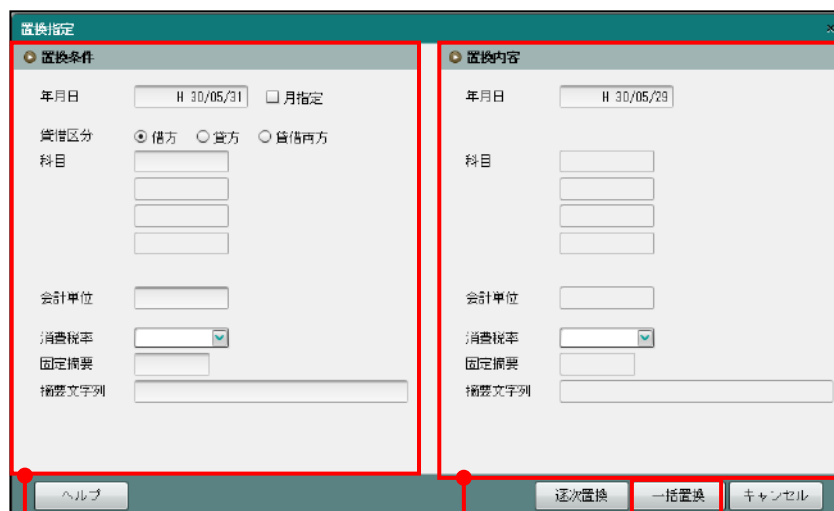 置換指定
置換条件
年月日 H 30/05/31 月指定
貸借区分 借方 貸方 貸借両方
科目
会計単位
消費税率
固定摘要
摘要文字列
置換内容
年月日 H 30/05/29
科目
会計単位
消費税率
固定摘要
摘要文字列
ヘルプ 逐次置換 一括置換 キャンセル